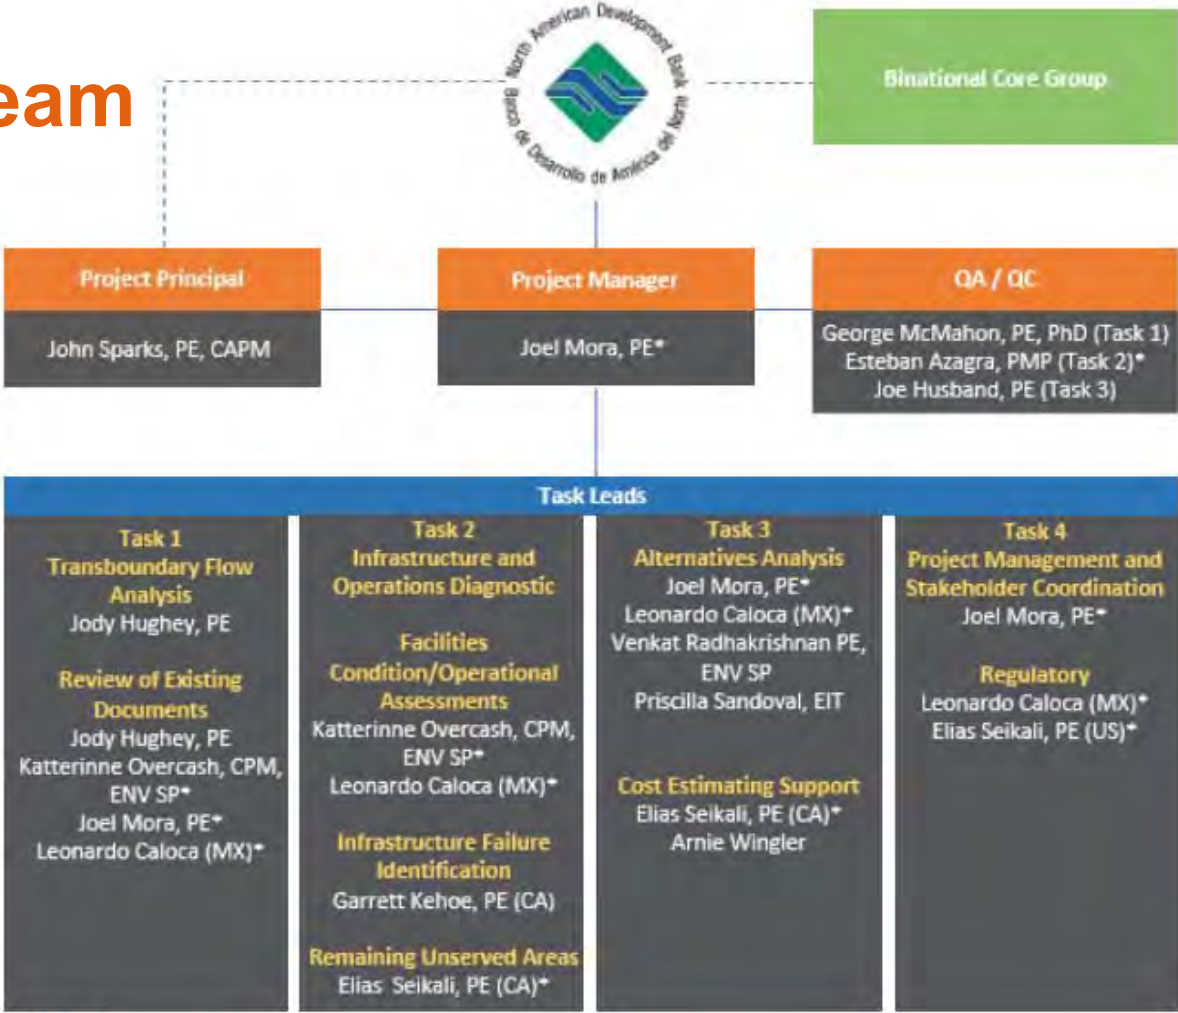 eam
North American Development Bank
Banco de Desarrollo de América del Norte
Binational Core Group
Project Principal
John Sparks, PE, CAPM
Project Manager
Joel Mora, PE*
QA / QC
George McMahon, PE, PhD (Task 1)
Esteban Azagra, PMP (Task 2)*
Joe Husband, PE (Task 3)
Task Leads
Task 1
Transboundary Flow
Analysis
Jody Hughey, PE
Review of Existing
Documents
Jody Hughey, PE
Katterinne Overcash, CPM,
ENV SP*
Joel Mora, PE*
Leonardo Caloca (MX)*
Task 2
Infrastructure and
Operations Diagnostic
Facilities
Condition/Operational
Assessments
Katterinne Overcash, CPM,
ENV SP*
Leonardo Caloca (MX)*
Infrastructure Failure
Identification
Garrett Kehoe, PE (CA)
Remaining Unserved Areas
Elias Seikali, PE (CA)*
Task 3
Alternatives Analysis
Joel Mora, PE*
Leonardo Caloca (MX)*
Venkat Radhakrishnan PE,
ENV SP
Priscilla Sandoval, EIT
Cost Estimating Support
Elias Seikali, PE (CA)*
Arnie Wingler
Task 4
Project Management and
Stakeholder Coordination
Joel Mora, PE*
Regulatory
Leonardo Caloca (MX)*
Elias Seikali, PE (US)*